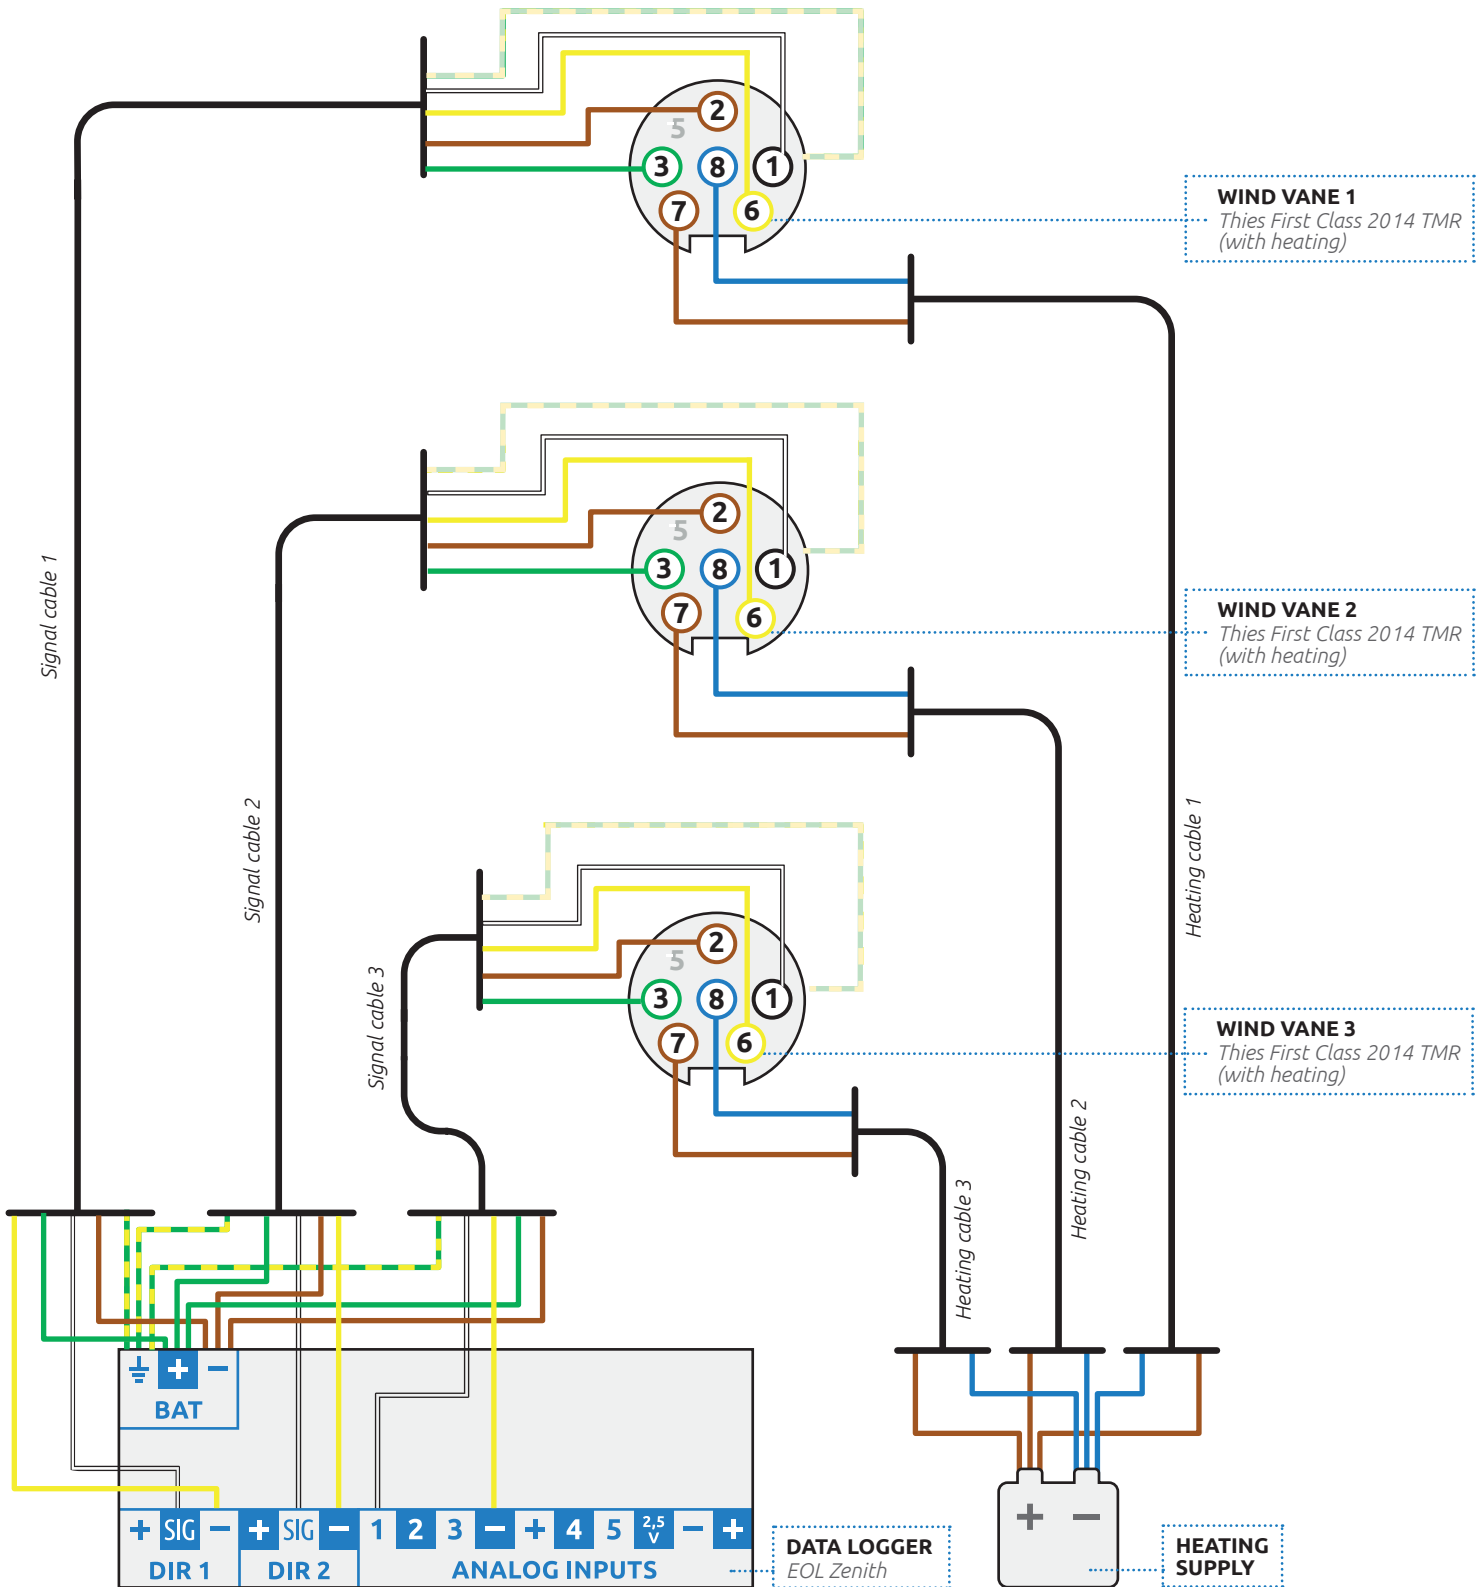 2
5
3
8
1
7
6
WIND VANE 1
Thies First Class 2014 TMR
(with heating)
Signal cable 1
2
5
3
8
1
7
6
WIND VANE 2
Thies First Class 2014 TMR
(with heating)
Signal cable 2
Heating cable 1
2
5
3
8
1
7
6
WIND VANE 3
Thies First Class 2014 TMR
(with heating)
Signal cable 3
Heating cable 2
Heating cable 3
+ −
BAT
+ SIG − + SIG − 1 2 3 − + 4 5 2,5 V − +
DIR 1 DIR 2 ANALOG INPUTS
DATA LOGGER
EOL Zenith
+ −
HEATING
SUPPLY